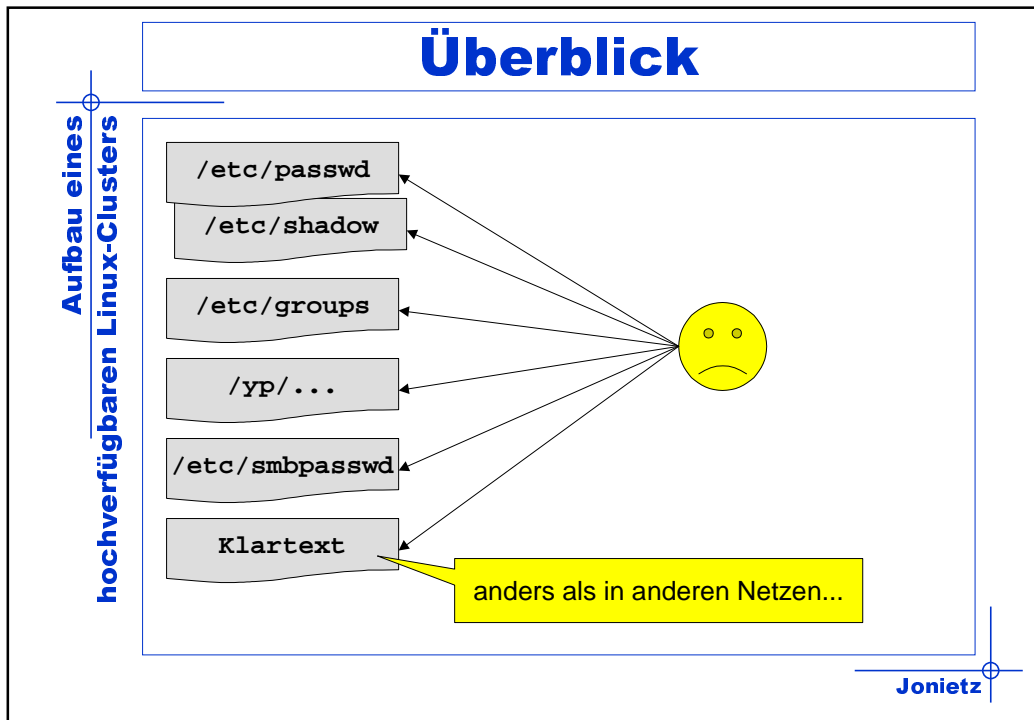 Überblick
Aufbau eines
hochverfügbaren Linux-Clusters
/etc/passwd
/etc/shadow
/etc/groups
/yp/...
/etc/smbpasswd
Klartext
anders als in anderen Netzen...
Jonietz